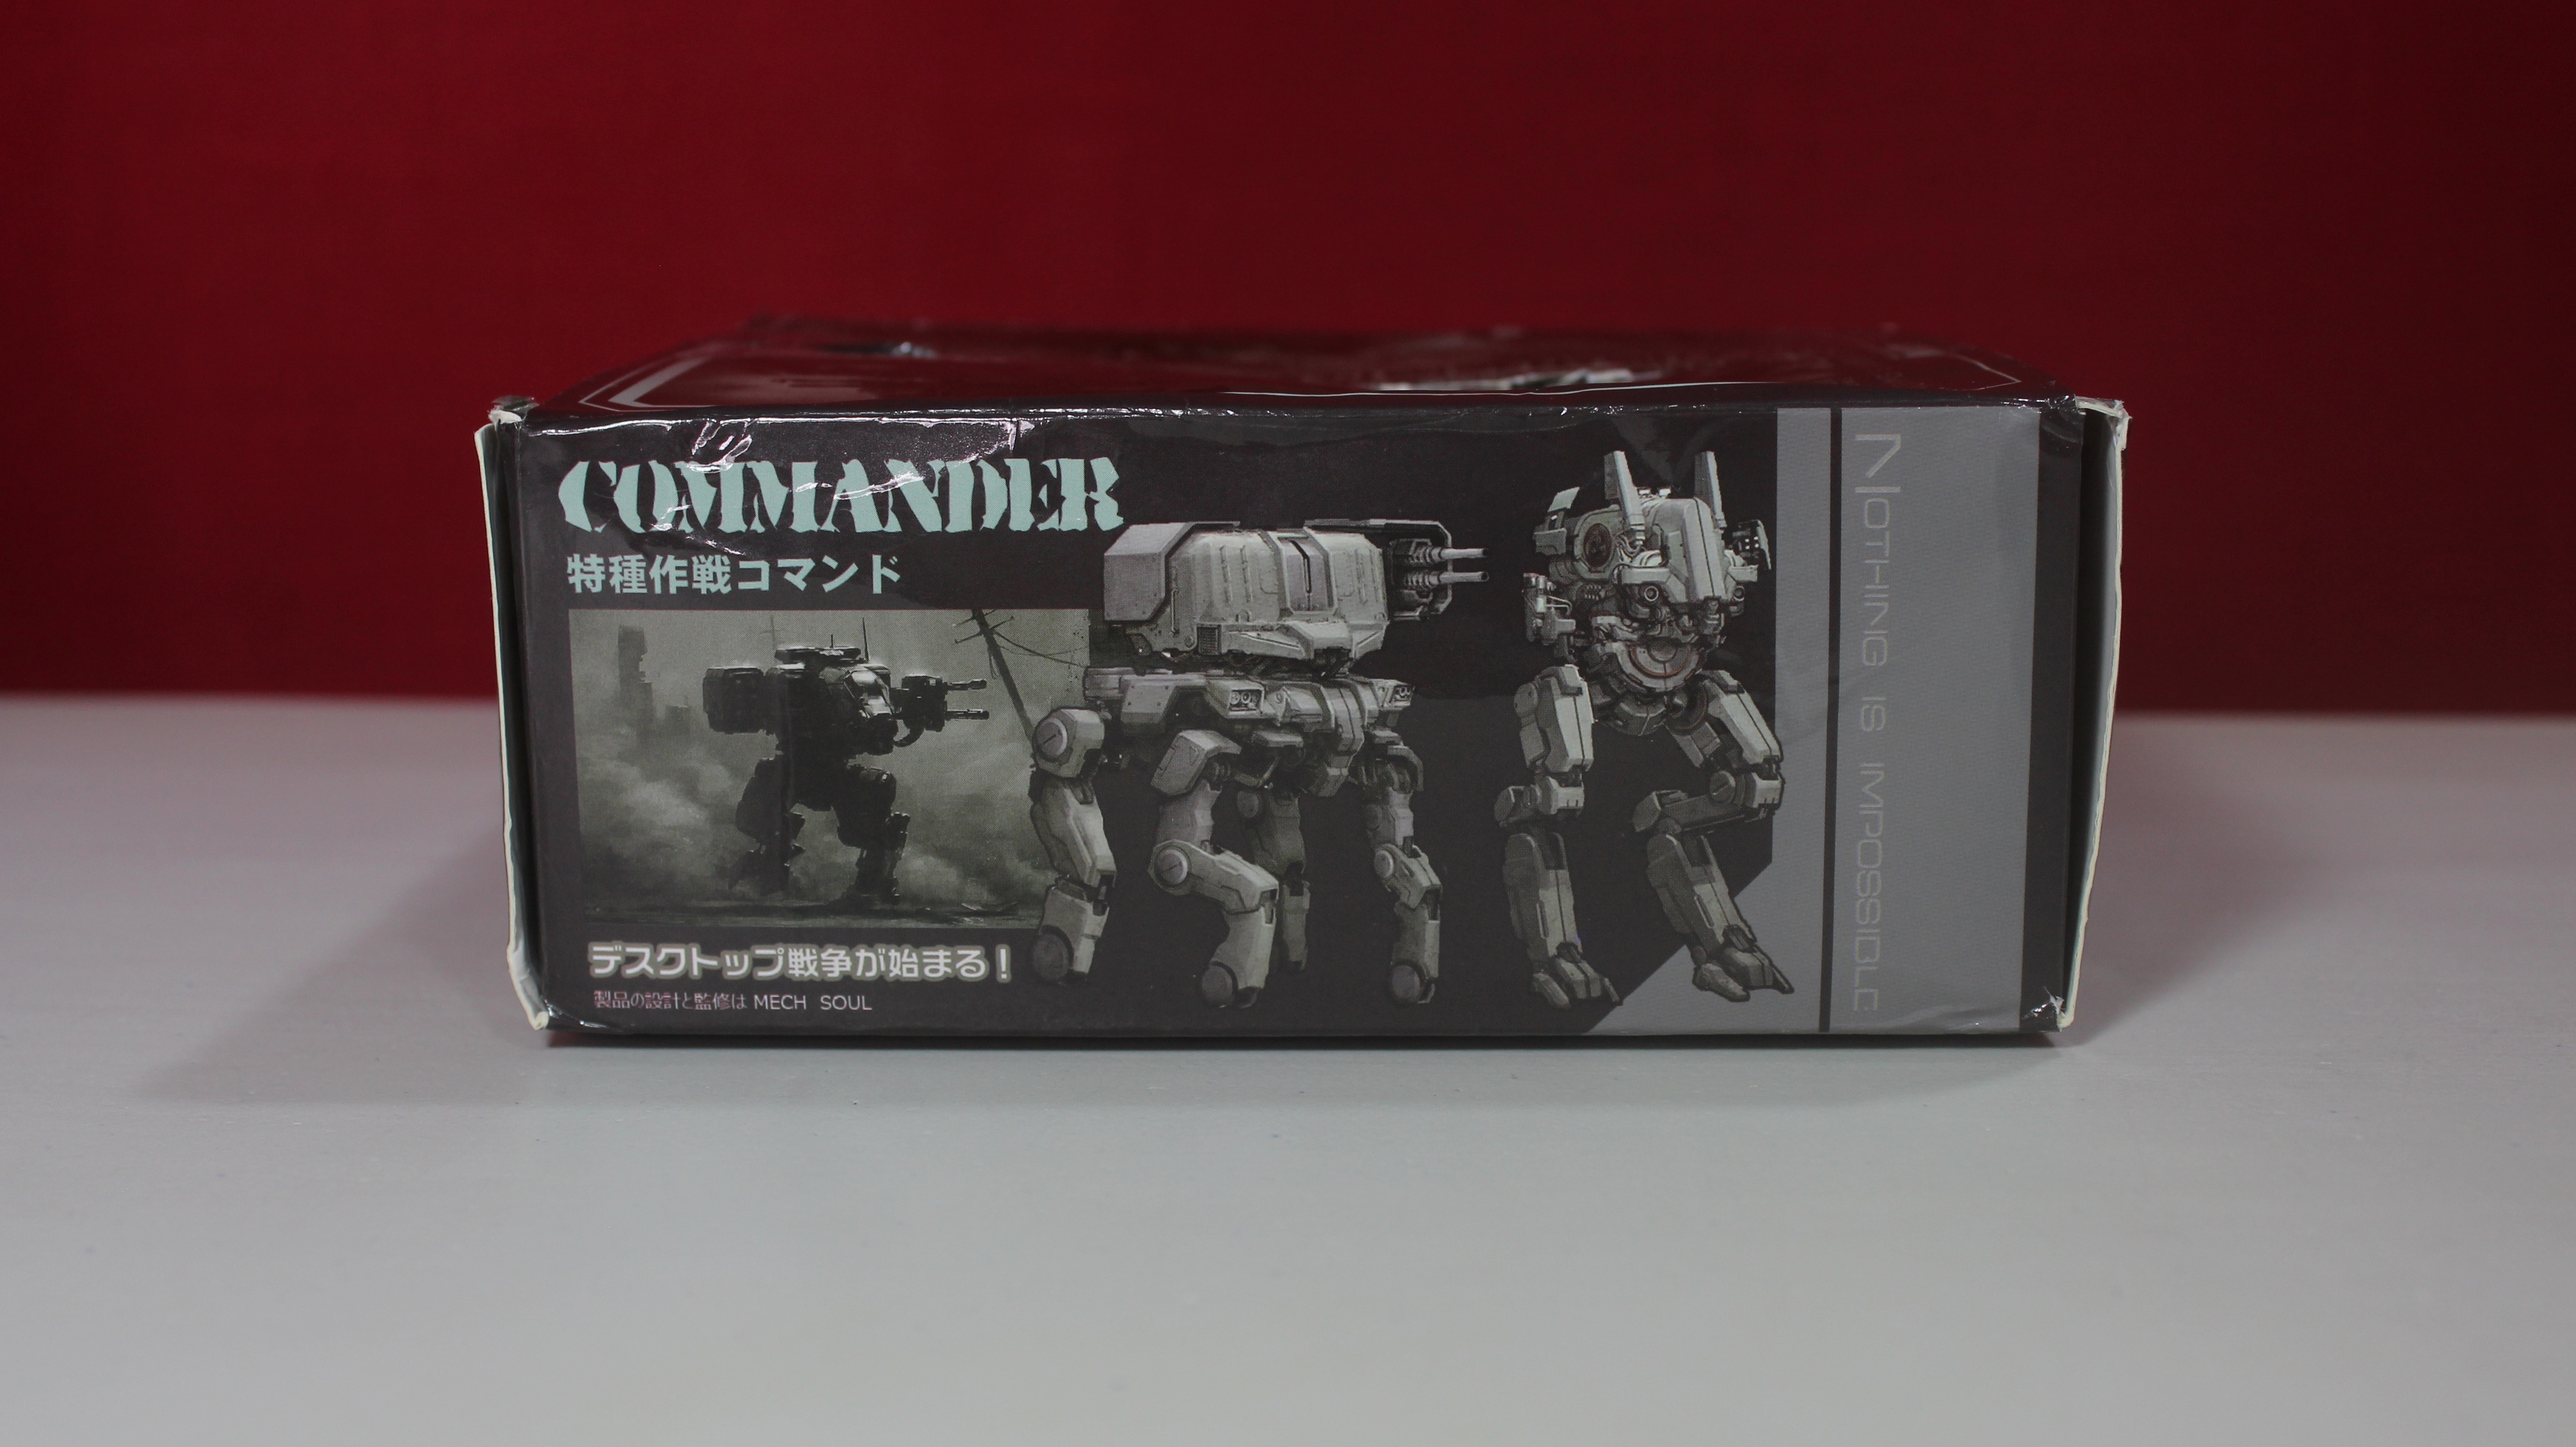 COMMANDER
特種作戦コマンド
デスクトップ戦争が始まる！
製品の設計と監修は MECH SOUL
NOTHING IS IMPOSSIBLE